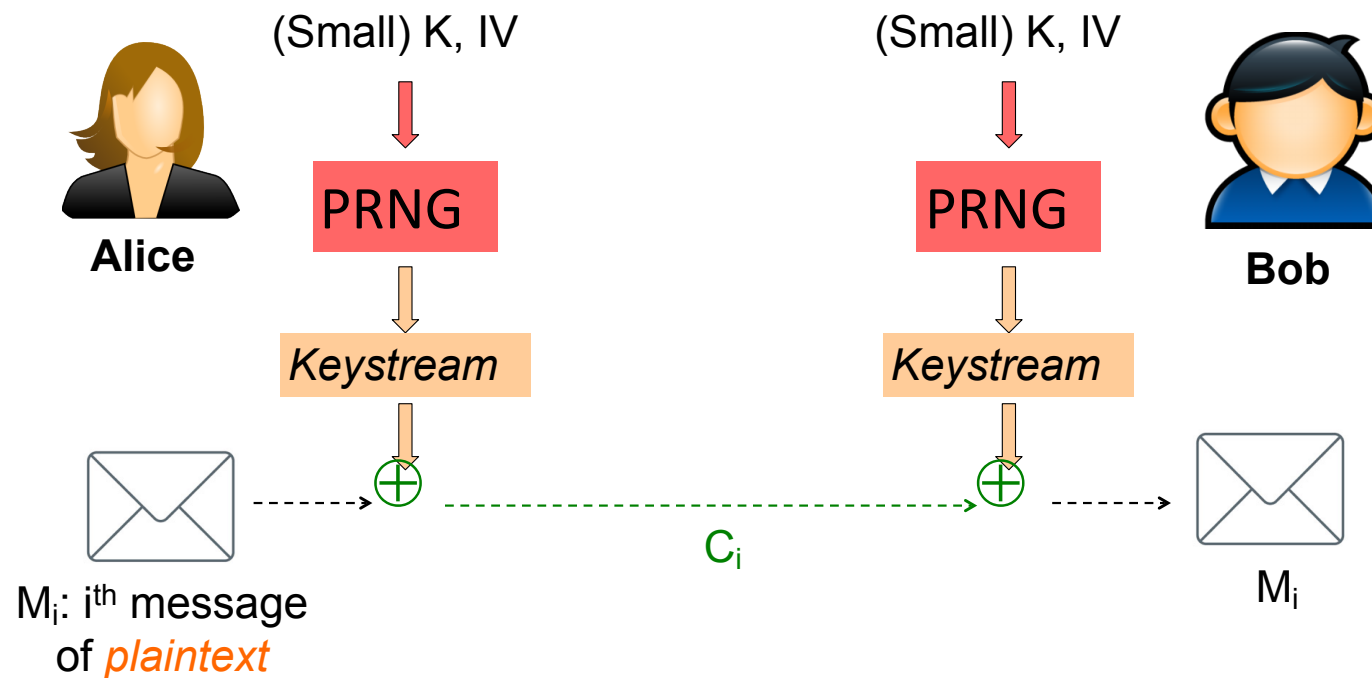 (Small) K, IV
(Small) K, IV
PRNG
PRNG
Alice
Bob
Keystream
Keystream
Cᵢ
Mᵢ: iᵗʰ message
of plaintext
Mᵢ